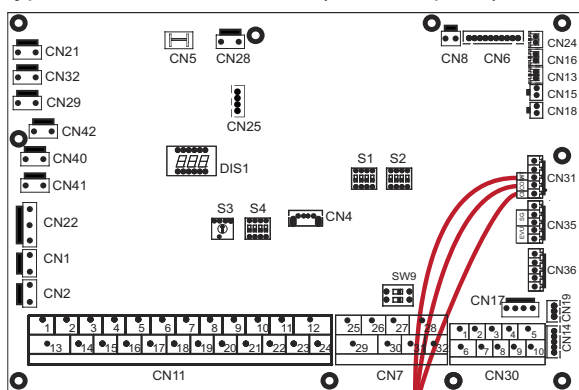 CN21
CN5
CN28
CN8
CN6
CN24
CN16
CN32
CN13
CN29
CN15
CN25
CN18
CN42
CN40
DIS1
S1
S2
CN31
CN41
S3
S4
CN4
SG
EVU
CN35
CN22
CN1
SW9
CN36
CN2
CN17
CN19
1 2 3 4 5 6 7 8 9 10 11 12
25 26 27 28
1 2 3 4 5
CN14
13 14 15 16 17 18 19 20 21 22 23 24
29 30 31 32
6 7 8 9 10
CN11
CN7
CN30